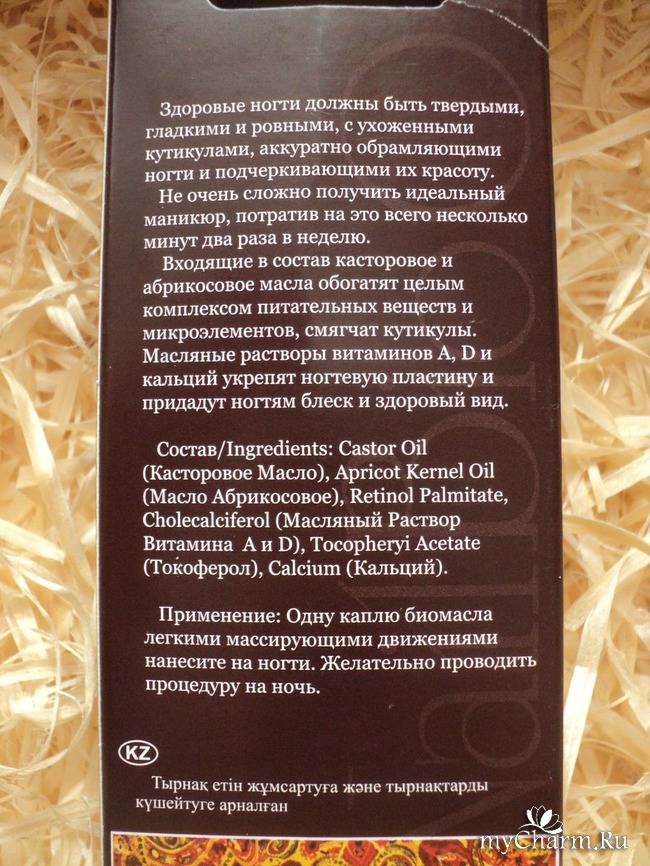 Здоровые ногти должны быть твердыми,
гладкими и ровными, с ухоженными
кутикулами, аккуратно обрамляющими
ногти и подчеркивающими их красоту.
Не очень сложно получить идеальный
маникюр, потратив на это всего несколько
минут два раза в неделю.
Входящие в состав касторовое и
абрикосовое масла обогатят целым
комплексом питательных веществ и
микроэлементов, смягчат кутикулы.
Масляные растворы витаминов А, D и
кальций укрепят ногтевую пластину и
придадут ногтям блеск и здоровый вид.
Состав/Ingredients: Castor Oil
(Касторовое Масло), Apricot Kernel Oil
(Масло Абрикосовое), Retinol Palmitate,
Cholecalciferol (Масляный Раствор
Витамина А и D), Tocopheryi Acetate
(Токоферол), Calcium (Кальций).
Применение: Одну каплю биомасла
легкими массирующими движениями
нанесите на ногти. Желательно проводить
процедуру на ночь.
KZ
Тырнақ етін жұмсартуға және тырнақтарды
күшейтуге арналған
myCharm.Ru